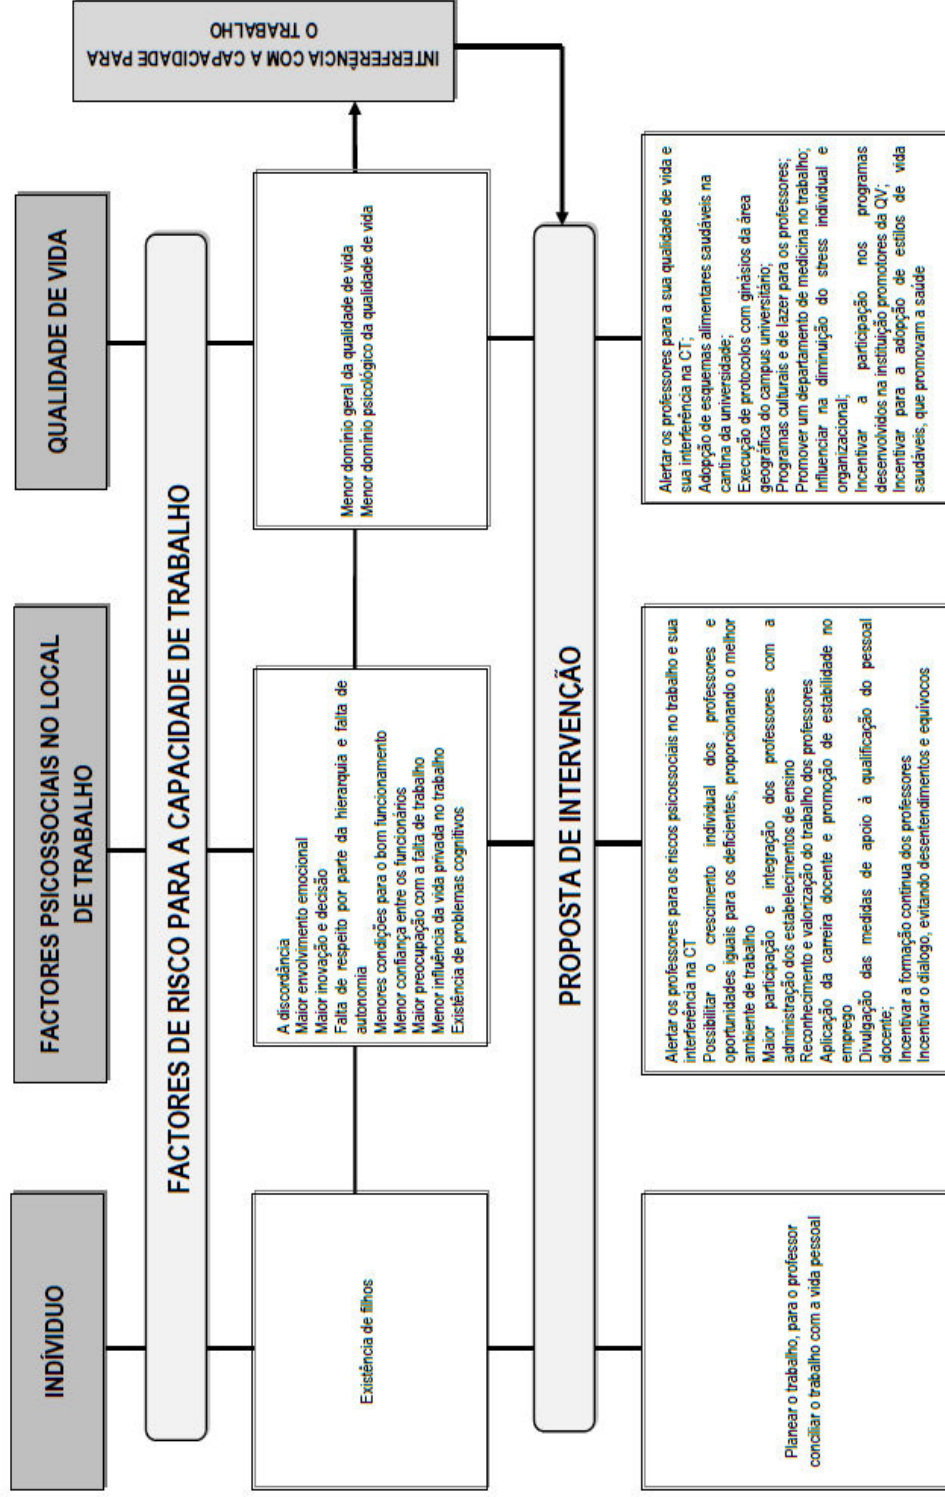 INDÍVIDUO
FACTORES PSICOSSOCIAIS NO LOCAL
DE TRABALHO
QUALIDADE DE VIDA
FACTORES DE RISCO PARA A CAPACIDADE DE TRABALHO
Existência de filhos
A discordância
Maior envolvimento emocional
Maior inovação e decisão
Falta de respeito por parte da hierarquia e falta de
autonomia
Menores condições para o bom funcionamento
Menor confiança entre os funcionários
Maior preocupação com a falta de trabalho
Menor influência da vida privada no trabalho
Existência de problemas cognitivos
Menor domínio geral da qualidade de vida
Menor domínio psicológico da qualidade de vida
INTERFERÊNCIA COM A CAPACIDADE PARA
O TRABALHO
PROPOSTA DE INTERVENÇÃO
Planear o trabalho, para o professor
conciliar o trabalho com a vida pessoal
Alertar os professores para os riscos psicossociais no trabalho e sua
interferência na CT
Possibilitar o crescimento individual dos professores e
oportunidades iguais para os deficientes, proporcionando o melhor
ambiente de trabalho
Maior participação e integração dos professores com a
administração dos estabelecimentos de ensino
Reconhecimento e valorização do trabalho dos professores
Aplicação da carreira docente e promoção de estabilidade no
emprego
Divulgação das medidas de apoio à qualificação do pessoal
docente;
Incentivar a formação continua dos professores
Incentivar o dialogo, evitando desentendimentos e equívocos
Alertar os professores para a sua qualidade de vida e
sua interferência na CT;
Adopção de esquemas alimentares saudáveis na
cantina da universidade;
Execução de protocolos com ginásios da área
geográfica do campus universitário;
Programas culturais e de lazer para os professores;
Promover um departamento de medicina no trabalho;
Influenciar na diminuição do stress individual e
organizacional;
Incentivar a participação nos programas
desenvolvidos na instituição promotores da QV;
Incentivar para a adopção de estilos de vida
saudáveis, que promovam a saúde